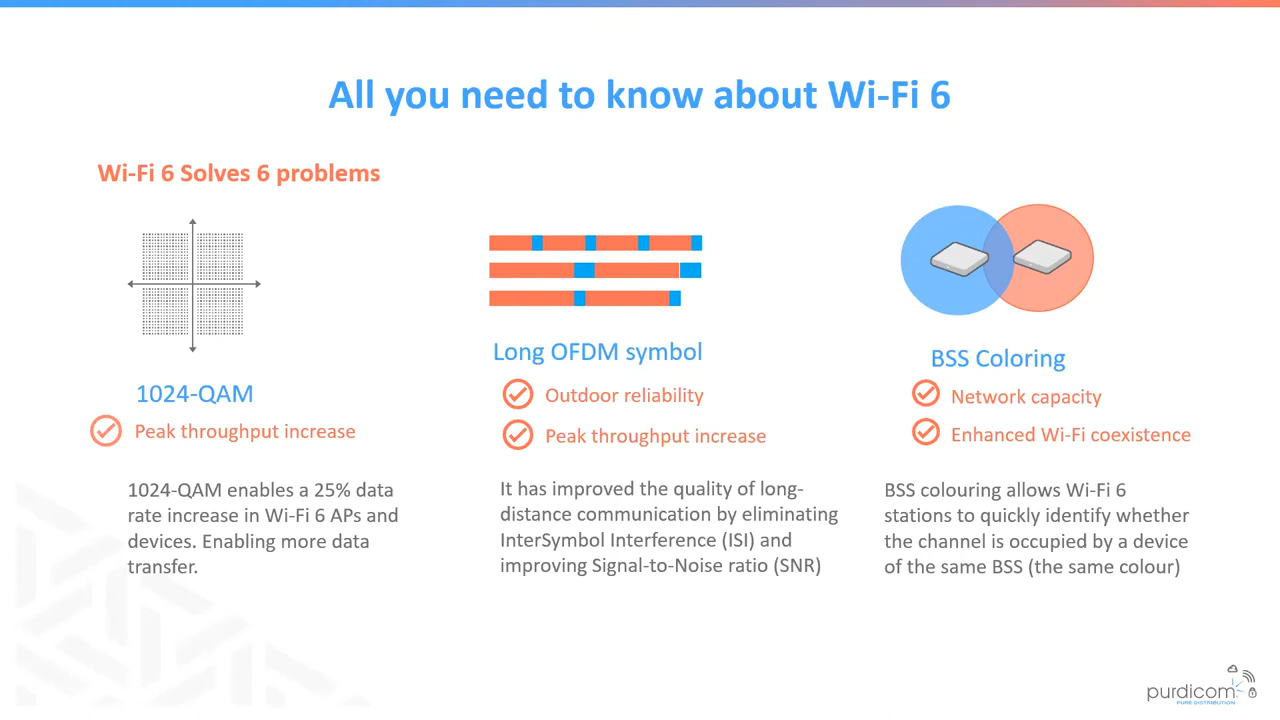 All you need to know about Wi-Fi 6
Wi-Fi 6 Solves 6 problems
1024-QAM
Peak throughput increase
1024-QAM enables a 25% data
rate increase in Wi-Fi 6 APs and
devices. Enabling more data
transfer.
Long OFDM symbol
Outdoor reliability
Peak throughput increase
It has improved the quality of long-
distance communication by eliminating
InterSymbol Interference (ISI) and
improving Signal-to-Noise ratio (SNR)
BSS Coloring
Network capacity
Enhanced Wi-Fi coexistence
BSS colouring allows Wi-Fi 6
stations to quickly identify whether
the channel is occupied by a device
of the same BSS (the same colour)
purdicom
PURE DISTRIBUTION